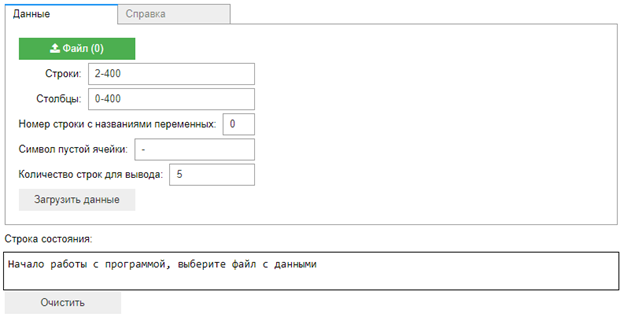 Данные
Справка
Файл (0)
Строки: 2-400
Столбцы: 0-400
Номер строки с названиями переменных: 0
Символ пустой ячейки: -
Количество строк для вывода: 5
Загрузить данные
Строка состояния:
Начало работы с программой, выберите файл с данными
Очистить